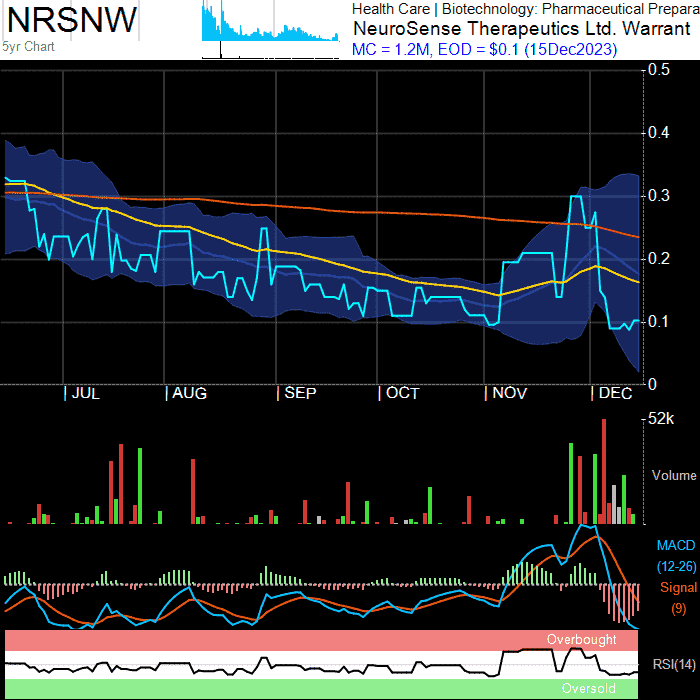 NRSNW
5yr Chart
Health Care | Biotechnology: Pharmaceutical Prepara
NeuroSense Therapeutics Ltd. Warrant
MC = 1.2M, EOD = $0.1 (15Dec2023)
0.5
0.4
0.3
0.2
0.1
0
| JUL | AUG | SEP | OCT | NOV | DEC
52k
Volume
MACD
(12-26)
Signal
(9)
Overbought
RSI(14)
Oversold